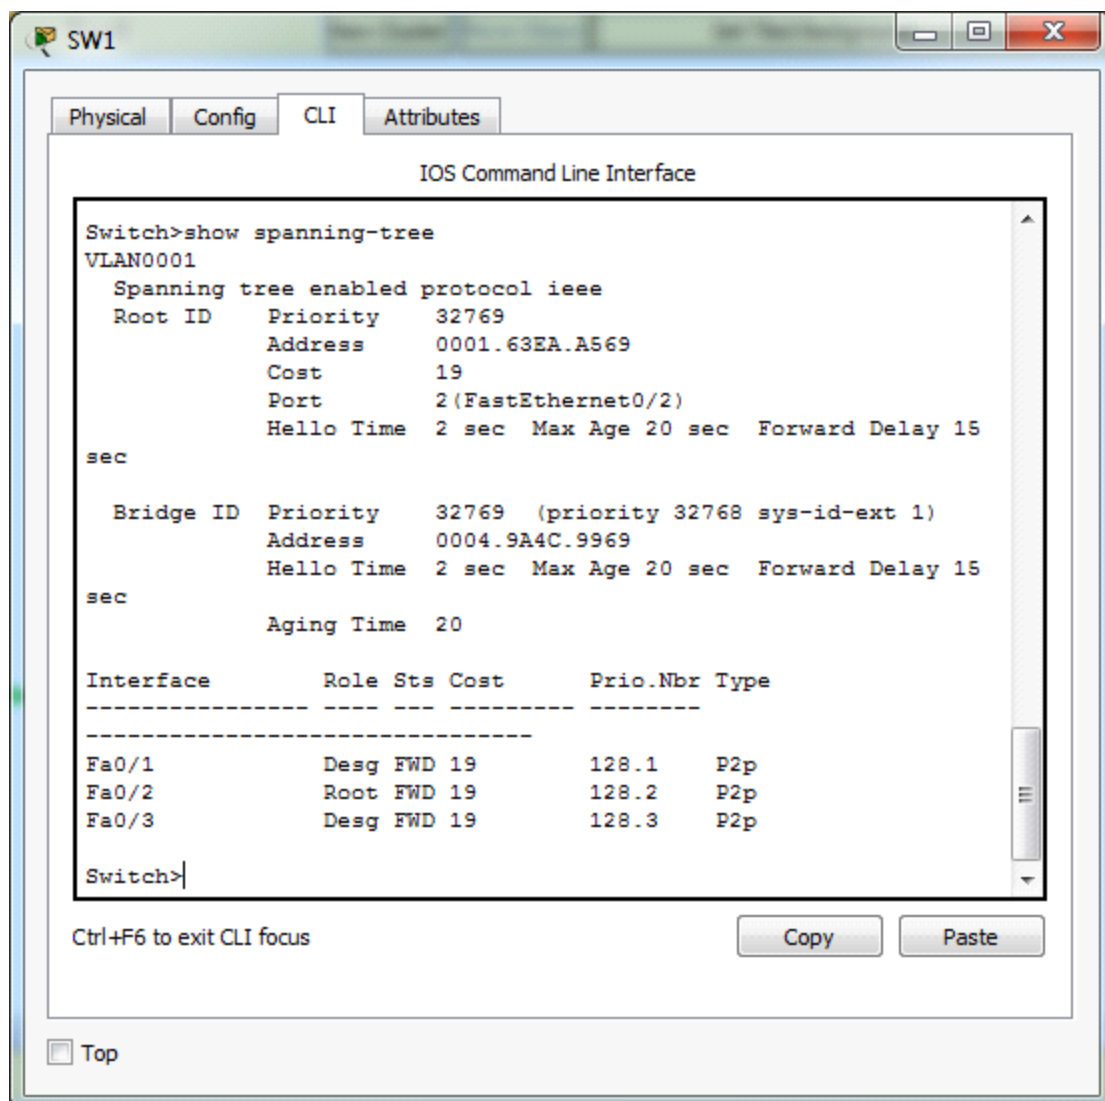 SW1
Physical Config CLI Attributes
IOS Command Line Interface
Switch>show spanning-tree
VLAN0001
  Spanning tree enabled protocol ieee
  Root ID    Priority    32769
             Address     0001.63EA.A569
             Cost        19
             Port        2(FastEthernet0/2)
             Hello Time  2 sec  Max Age 20 sec  Forward Delay 15
sec
  Bridge ID  Priority    32769  (priority 32768 sys-id-ext 1)
             Address     0004.9A4C.9969
             Hello Time  2 sec  Max Age 20 sec  Forward Delay 15
sec
             Aging Time  20
Interface        Role Sts Cost      Prio.Nbr Type
---------------- ---- --- --------- --------
--------------------------------
Fa0/1            Desg FWD 19        128.1    P2p
Fa0/2            Root FWD 19        128.2    P2p
Fa0/3            Desg FWD 19        128.3    P2p
Switch>
Ctrl+F6 to exit CLI focus
Copy Paste
Top